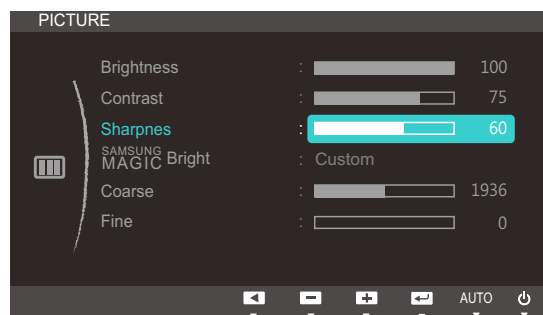 PICTURE
Brightness : 100
Contrast : 75
Sharpnes : 60
SAMSUNG MAGIC Bright : Custom
Coarse : 1936
Fine : 0
AUTO